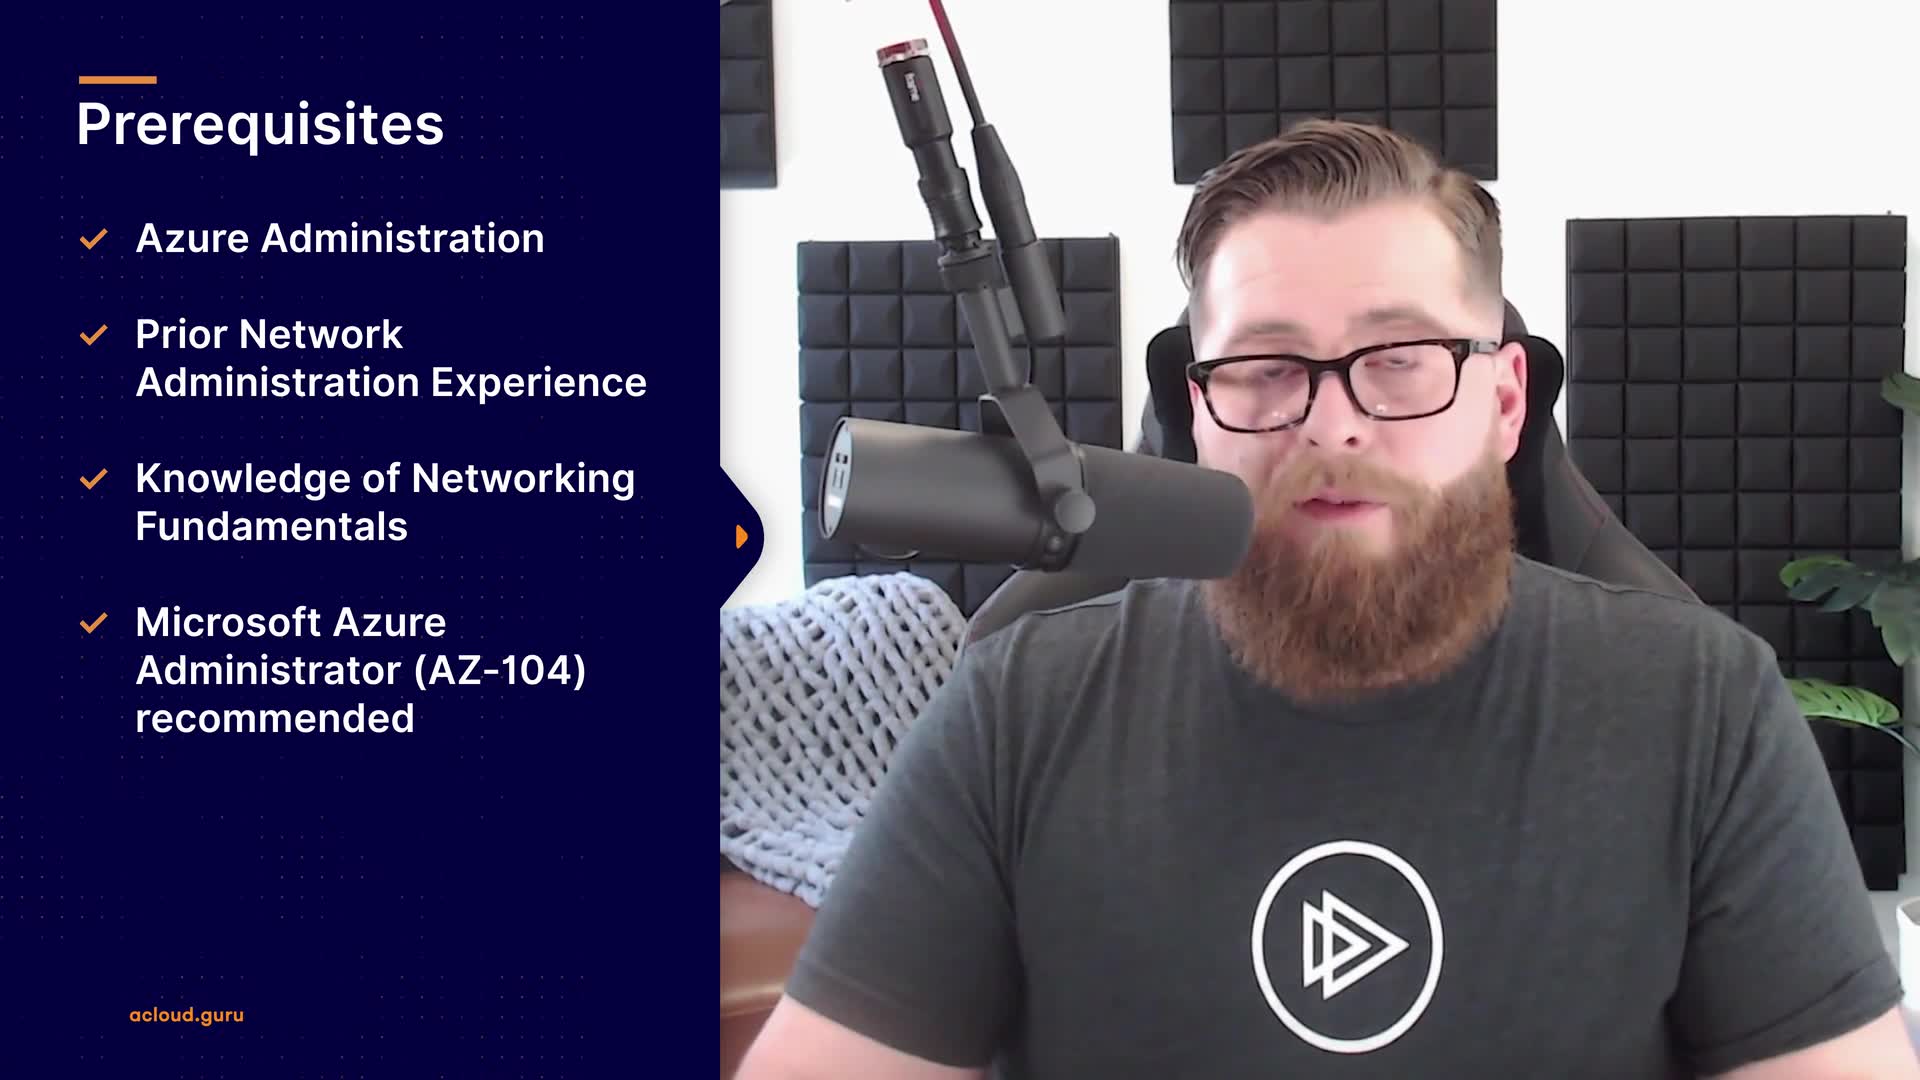 Prerequisites
Azure Administration
Prior Network
Administration Experience
Knowledge of Networking
Fundamentals
Microsoft Azure
Administrator (AZ-104)
recommended
acloud.guru